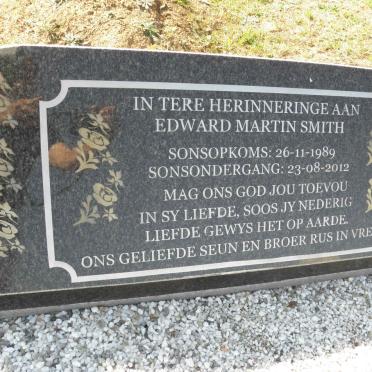 IN TERE HERINNERINGE AAN
EDWARD MARTIN SMITH
SONSOPKOMS: 26-11-1989
SONSONDERGANG: 23-08-2012
MAG ONS GOD JOU TOEVOU
IN SY LIEFDE, SOOS JY NEDERIG
LIEFDE GEWYS HET OP AARDE.
ONS GELIEFDE SEUN EN BROER RUS IN VRE